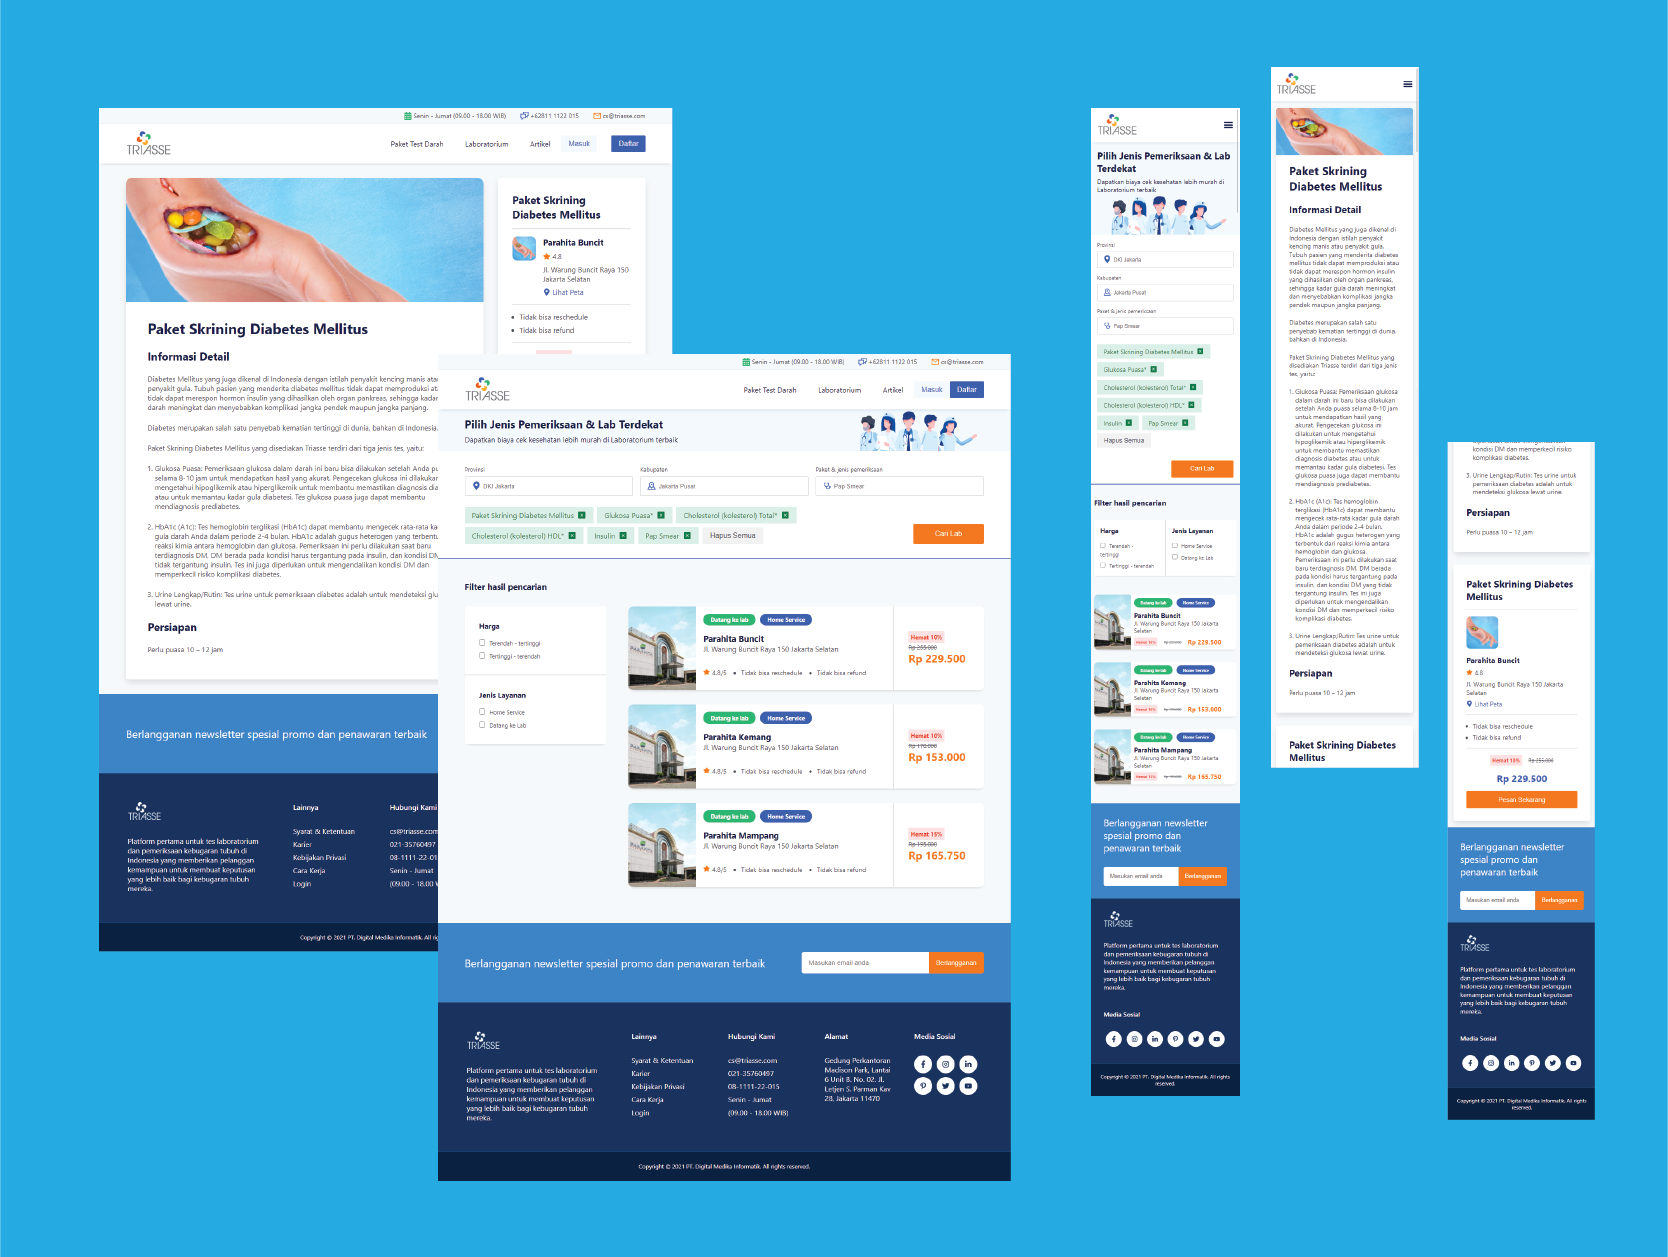 Senin - Jumat (09.00 - 18.00 WIB)
+62811 1122 015
cs@triasse.com
TRIASSE
Paket Test Darah
Laboratorium
Artikel
Masuk
Daftar
Paket Skrining Diabetes Mellitus
Informasi Detail
Diabetes Mellitus yang juga dikenal di Indonesia dengan istilah penyakit kencing manis atau
penyakit gula. Tubuh pasien yang menderita diabetes mellitus tidak dapat memproduksi at
tidak dapat merespon hormon insulin yang dihasilkan oleh organ pankreas, sehingga kadar
darah meningkat dan menyebabkan komplikasi jangka pendek maupun jangka panjang.
Diabetes merupakan salah satu penyebab kematian tertinggi di dunia, bahkan di Indonesia.
Paket Skrining Diabetes Mellitus yang disediakan Triasse terdiri dari tiga jenis tes, yaitu:
1. Glukosa Puasa: Pemeriksaan glukosa dalam darah ini baru bisa dilakukan setelah Anda pu
selama 8-10 jam untuk mendapatkan hasil yang akurat. Pengecekan glukosa ini dilakukan
mengetahui hipoglikemik atau hiperglikemik untuk membantu memastikan diagnosis dia
atau untuk memantau kadar gula diabetesi. Tes glukosa puasa juga dapat membantu
mendiagnosis prediabetes.
2. HbA1c (A1c): Tes hemoglobin terglikasi (HbA1c) dapat membantu mengecek rata-rata ka
gula darah Anda dalam periode 2-4 bulan. HbA1c adalah gugus heterogen yang terbentu
reaksi kimia antara hemoglobin dan glukosa. Pemeriksaan ini perlu dilakukan saat baru
terdiagnosis DM, DM berada pada kondisi harus tergantung pada insulin, dan kondisi DM
tidak tergantung insulin. Tes ini juga diperlukan untuk mengendalikan kondisi DM dan
memperkecil risiko komplikasi diabetes.
3. Urine Lengkap/Rutin: Tes urine untuk pemeriksaan diabetes adalah untuk mendeteksi glu
lewat urine.
Persiapan
Perlu puasa 10 – 12 jam
Paket Skrining
Diabetes Mellitus
Parahita Buncit
4.8
Jl. Warung Buncit Raya 150
Jakarta Selatan
Lihat Peta
• Tidak bisa reschedule
• Tidak bisa refund
Berlangganan newsletter spesial promo dan penawaran terbaik
TRIASSE
Platform pertama untuk tes laboratorium
dan pemeriksaan kebugaran tubuh di
Indonesia yang memberikan pelanggan
kemampuan untuk membuat keputusan
yang lebih baik bagi kebugaran tubuh
mereka.
Lainnya
Syarat & Ketentuan
Karier
Kebijakan Privasi
Cara Kerja
Login
Hubungi Kami
cs@triasse.com
021-35760497
08-1111-22-01
Senin - Jumat
(09.00 - 18.00 W
Copyright © 2021 PT. Digital Medika Informatik. All rig
Senin - Jumat (09.00 - 18.00 WIB)
+62811 1122 015
cs@triasse.com
TRIASSE
Paket Test Darah
Laboratorium
Artikel
Masuk
Daftar
Pilih Jenis Pemeriksaan & Lab Terdekat
Dapatkan biaya cek kesehatan lebih murah di Laboratorium terbaik
Provinsi
Kabupaten
Paket & jenis pemeriksaan
DKI Jakarta
Jakarta Pusat
Pap Smear
Paket Skrining Diabetes Mellitus
Glukosa Puasa*
Cholesterol (kolesterol) Total*
Cholesterol (kolesterol) HDL*
Insulin
Pap Smear
Hapus Semua
Cari Lab
Filter hasil pencarian
Harga
Terendah - tertinggi
Tertinggi - terendah
Jenis Layanan
Home Service
Datang ke Lab
Datang ke lab
Home Service
Parahita Buncit
Jl. Warung Buncit Raya 150 Jakarta Selatan
4.8/5 • Tidak bisa reschedule • Tidak bisa refund
Hemat 10%
Rp 255.000
Rp 229.500
Datang ke lab
Home Service
Parahita Kemang
Jl. Warung Buncit Raya 150 Jakarta Selatan
4.8/5 • Tidak bisa reschedule • Tidak bisa refund
Hemat 10%
Rp 170.000
Rp 153.000
Datang ke lab
Home Service
Parahita Mampang
Jl. Warung Buncit Raya 150 Jakarta Selatan
4.8/5 • Tidak bisa reschedule • Tidak bisa refund
Hemat 15%
Rp 195.000
Rp 165.750
Berlangganan newsletter spesial promo dan penawaran terbaik
Masukan email anda
Berlangganan
TRIASSE
Platform pertama untuk tes laboratorium
dan pemeriksaan kebugaran tubuh di
Indonesia yang memberikan pelanggan
kemampuan untuk membuat keputusan
yang lebih baik bagi kebugaran tubuh
mereka.
Lainnya
Syarat & Ketentuan
Karier
Kebijakan Privasi
Cara Kerja
Login
Hubungi Kami
cs@triasse.com
021-35760497
08-1111-22-015
Senin - Jumat
(09.00 - 18.00 WIB)
Alamat
Gedung Perkantoran
Madison Park, Lantai
6 Unit B, No. 02. Jl.
Letjen S. Parman Kav
28, Jakarta 11470
Media Sosial
Copyright © 2021 PT. Digital Medika Informatik. All rights reserved.
TRIASSE
Pilih Jenis Pemeriksaan & Lab
Terdekat
Dapatkan biaya cek kesehatan lebih murah di
Laboratorium terbaik
Provinsi
DKI Jakarta
Kabupaten
Jakarta Pusat
Paket & jenis pemeriksaan
Pap Smear
Paket Skrining Diabetes Mellitus
Glukosa Puasa*
Cholesterol (kolesterol) Total*
Cholesterol (kolesterol) HDL*
Insulin
Pap Smear
Hapus Semua
Cari Lab
Filter hasil pencarian
Harga
Terendah -
tertinggi
Tertinggi - terendah
Jenis Layanan
Home Service
Datang ke Lab
Datang ke lab
Home Service
Parahita Buncit
Jl. Warung Buncit Raya 150 Jakarta
Selatan
Hemat 10%
Rp 229.500
Datang ke lab
Home Service
Parahita Kemang
Jl. Warung Buncit Raya 150 Jakarta
Selatan
Hemat 10%
Rp 153.000
Datang ke lab
Home Service
Parahita Mampang
Jl. Warung Buncit Raya 150 Jakarta
Selatan
Hemat 15%
Rp 165.750
Berlangganan newsletter
spesial promo dan
penawaran terbaik
Masukan email anda
Berlangganan
TRIASSE
Platform pertama untuk tes laboratorium
dan pemeriksaan kebugaran tubuh di
Indonesia yang memberikan pelanggan
kemampuan untuk membuat keputusan
yang lebih baik bagi kebugaran tubuh
mereka.
Media Sosial
Copyright © 2021 PT. Digital Medika Informatik. All rights
reserved.
TRIASSE
Paket Skrining
Diabetes Mellitus
Informasi Detail
Diabetes Mellitus yang juga dikenal di
Indonesia dengan istilah penyakit
kencing manis atau penyakit gula.
Tubuh pasien yang menderita diabetes
mellitus tidak dapat memproduksi atau
tidak dapat merespon hormon insulin
yang dihasilkan oleh organ pankreas,
sehingga kadar gula darah meningkat
dan menyebabkan komplikasi jangka
pendek maupun jangka panjang.
Diabetes merupakan salah satu
penyebab kematian tertinggi di dunia,
bahkan di Indonesia.
Paket Skrining Diabetes Mellitus yang
disediakan Triasse terdiri dari tiga jenis
tes, yaitu:
1. Glukosa Puasa: Pemeriksaan glukosa
dalam darah ini baru bisa dilakukan
setelah Anda puasa selama 8-10 jam
untuk mendapatkan hasil yang
akurat. Pengecekan glukosa ini
dilakukan untuk mengetahui
hipoglikemik atau hiperglikemik
untuk membantu memastikan
diagnosis diabetes atau untuk
memantau kadar gula diabetesi. Tes
glukosa puasa juga dapat membantu
mendiagnosis prediabetes.
2. HbA1c (A1c): Tes hemoglobin
terglikasi (HbA1c) dapat membantu
mengecek rata-rata kadar gula darah
Anda dalam periode 2-4 bulan.
HbA1c adalah gugus heterogen yang
terbentuk dari reaksi kimia antara
hemoglobin dan glukosa.
Pemeriksaan ini perlu dilakukan saat
baru terdiagnosis DM, DM berada
pada kondisi harus tergantung pada
insulin, dan kondisi DM yang tidak
tergantung insulin. Tes ini juga
diperlukan untuk mengendalikan
kondisi DM dan memperkecil risiko
komplikasi diabetes.
3. Urine Lengkap/Rutin: Tes urine untuk
pemeriksaan diabetes adalah untuk
mendeteksi glukosa lewat urine.
Persiapan
Perlu puasa 10 – 12 jam
Paket Skrining Diabetes
Mellitus
kondisi DM dan memperkecil risiko
komplikasi diabetes.
3. Urine Lengkap/Rutin: Tes urine untuk
pemeriksaan diabetes adalah untuk
mendeteksi glukosa lewat urine.
Persiapan
Perlu puasa 10 – 12 jam
Paket Skrining Diabetes
Mellitus
Parahita Buncit
4.8
Jl. Warung Buncit Raya 150 Jakarta
Selatan
Lihat Peta
• Tidak bisa reschedule
• Tidak bisa refund
Hemat 10%
Rp 255.000
Rp 229.500
Pesan Sekarang
Berlangganan newsletter
spesial promo dan
penawaran terbaik
Masukan email anda
Berlangganan
TRIASSE
Platform pertama untuk tes laboratorium
dan pemeriksaan kebugaran tubuh di
Indonesia yang memberikan pelanggan
kemampuan untuk membuat keputusan
yang lebih baik bagi kebugaran tubuh
mereka.
Media Sosial
Copyright © 2021 PT. Digital Medika Informatik. All rights
reserved.